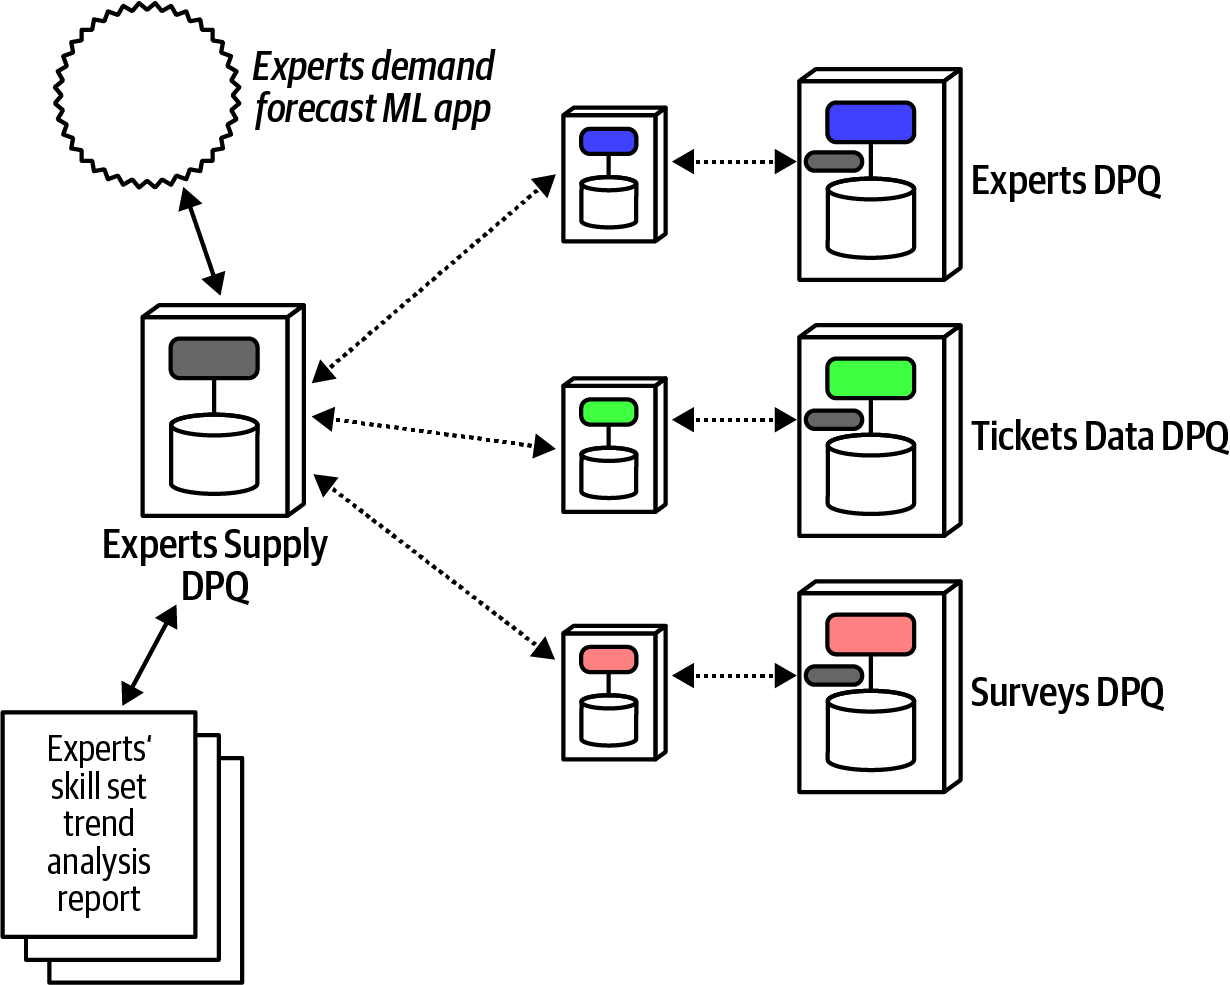 Experts demand
forecast ML app
Experts DPQ
Tickets Data DPQ
Experts Supply
DPQ
Surveys DPQ
Experts‘
skill set
trend
analysis
report